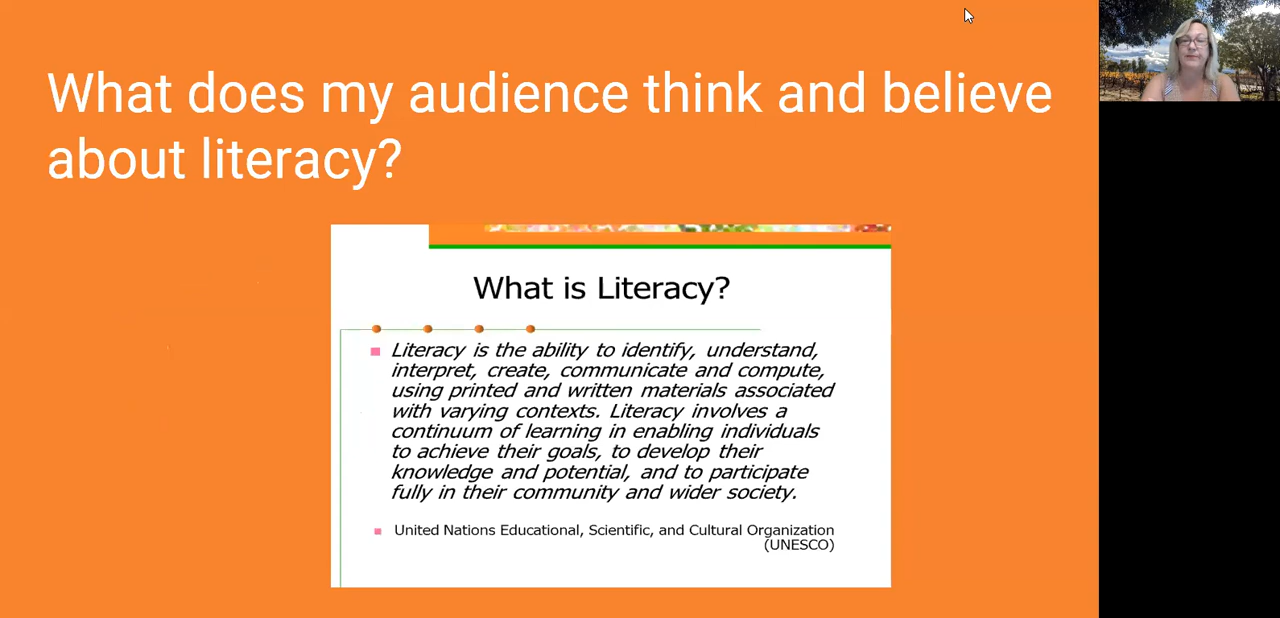 What does my audience think and believe
about literacy?
What is Literacy?
Literacy is the ability to identify, understand,
interpret, create, communicate and compute,
using printed and written materials associated
with varying contexts. Literacy involves a
continuum of learning in enabling individuals
to achieve their goals, to develop their
knowledge and potential, and to participate
fully in their community and wider society.
United Nations Educational, Scientific, and Cultural Organization
(UNESCO)